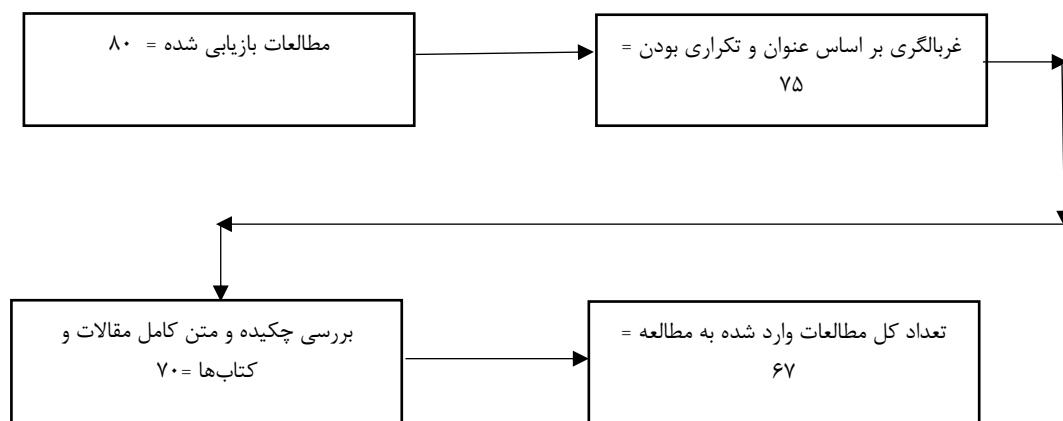 مطالعات بازیابی شده = ۸۰
غربالگری بر اساس عنوان و تکراری بودن =
۷۵
بررسی چکیده و متن کامل مقالات و
کتاب‌ها =۷۰
تعداد کل مطالعات وارد شده به مطالعه =
۶۷